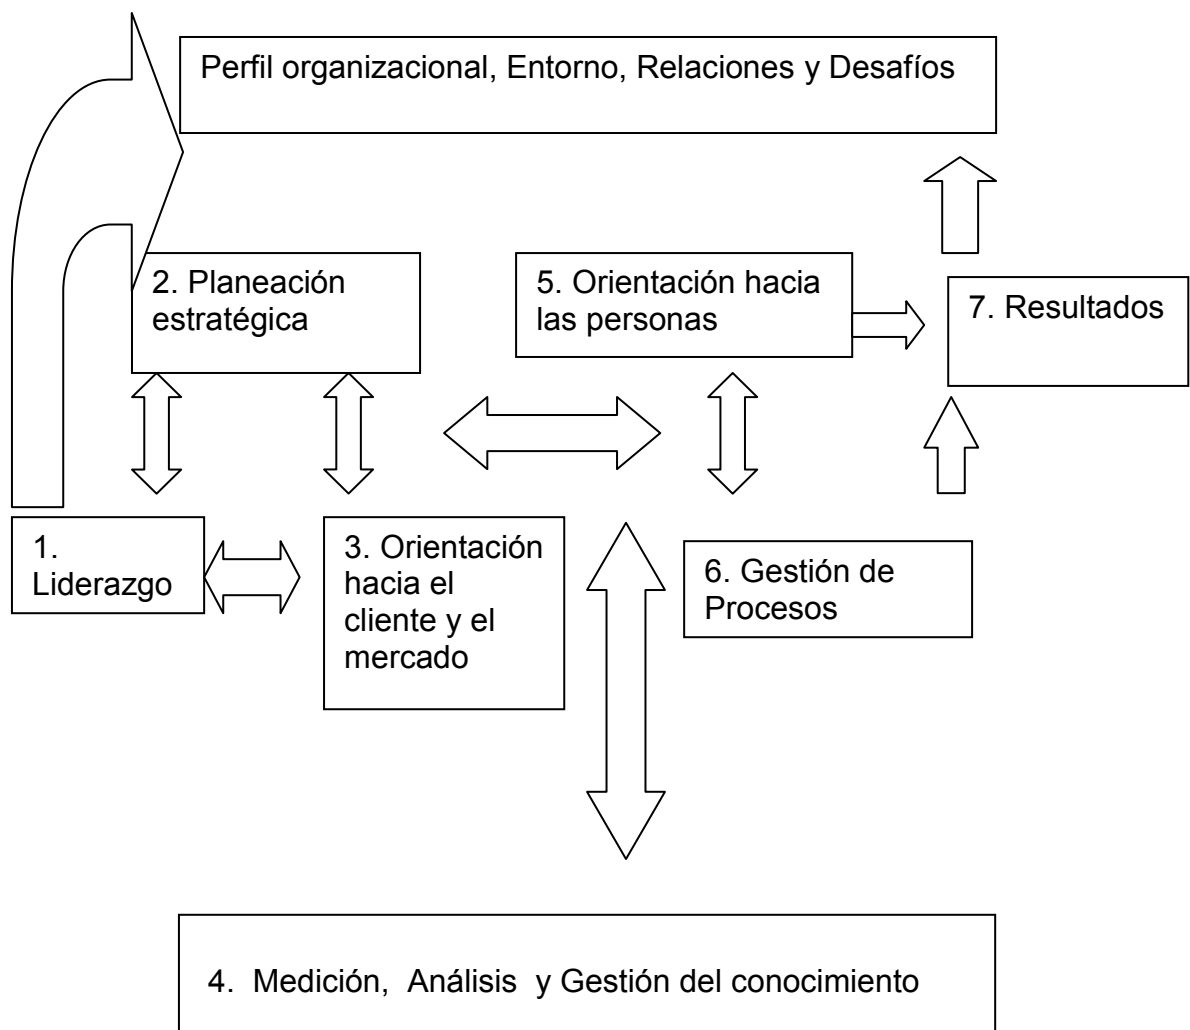 Perfil organizacional, Entorno, Relaciones y Desafíos
2. Planeación
estratégica
5. Orientación hacia
las personas
7. Resultados
1.
Liderazgo
3. Orientación
hacia el
cliente y el
mercado
6. Gestión de
Procesos
4. Medición, Análisis y Gestión del conocimiento